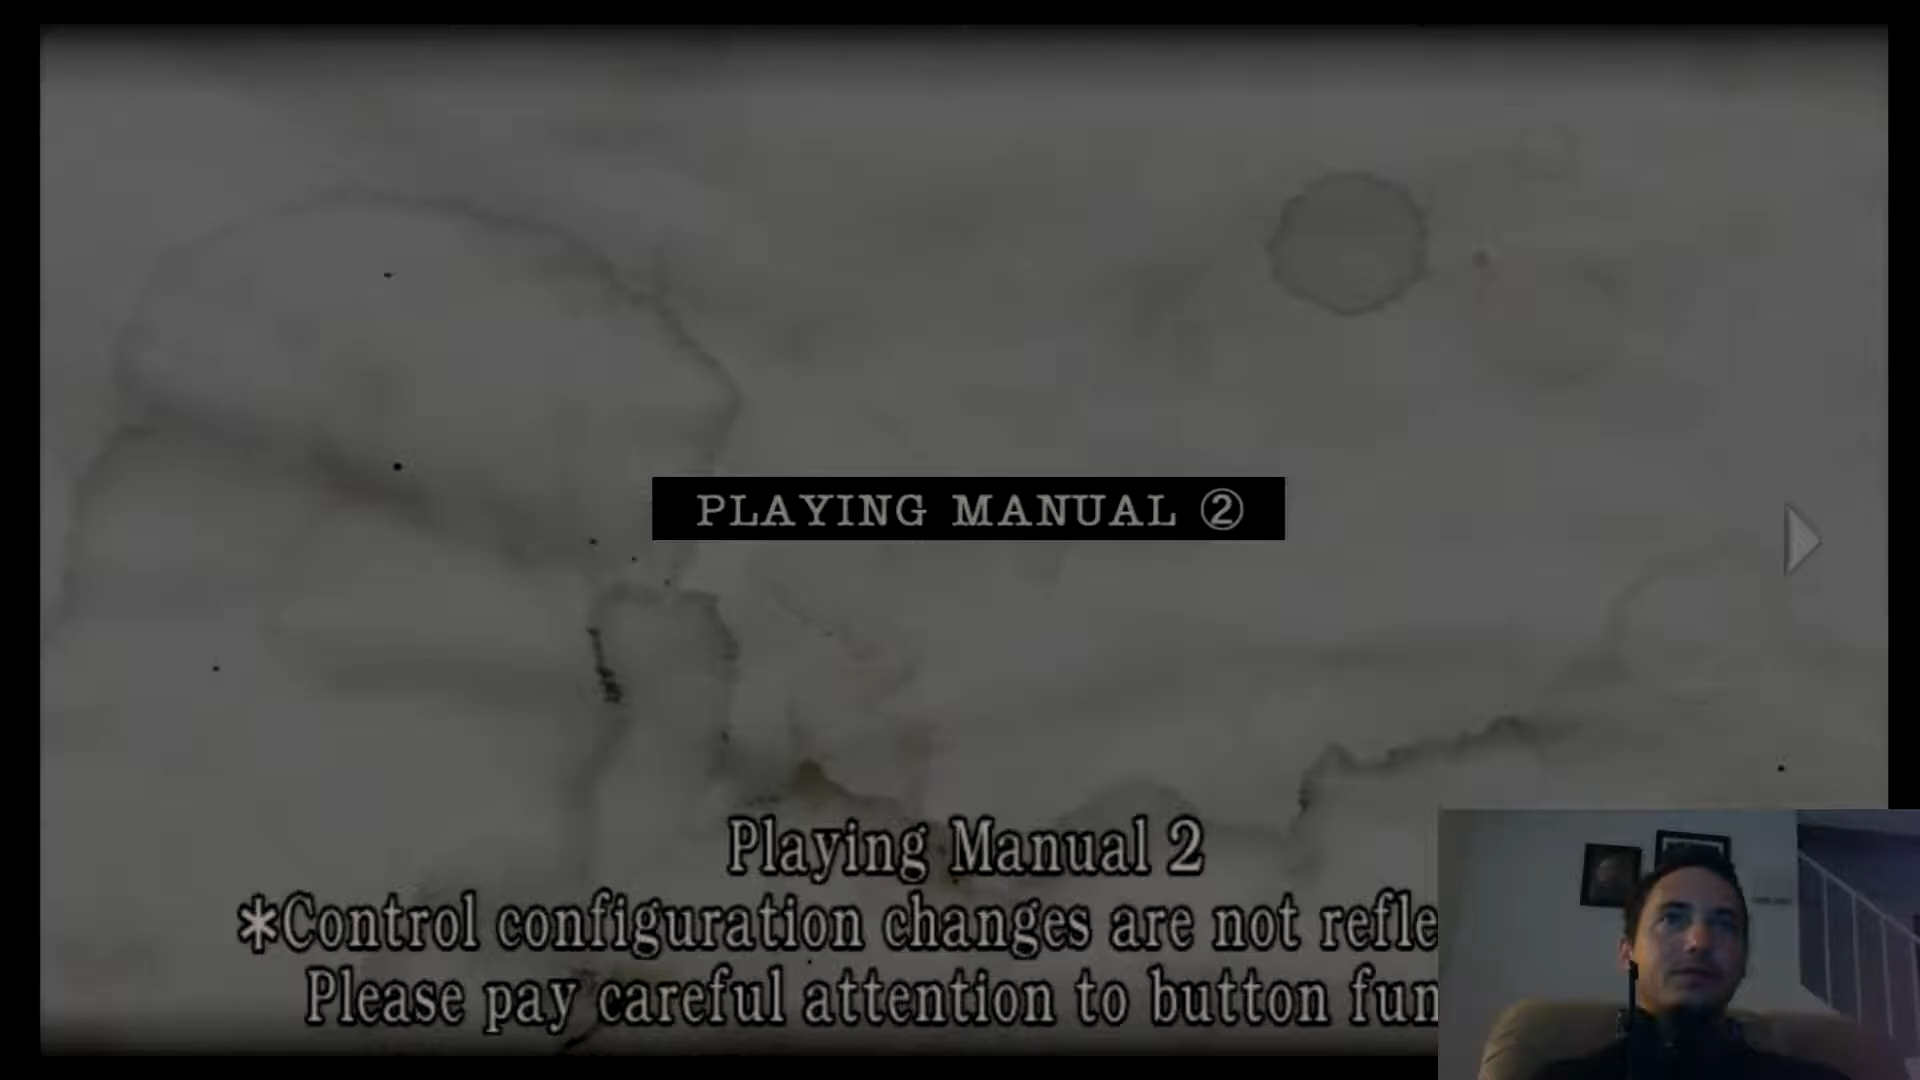 PLAYING MANUAL ②
Playing Manual 2
*Control configuration changes are not refle
Please pay careful attention to button fun